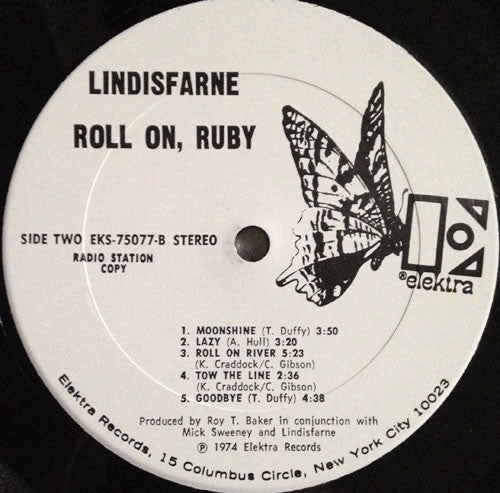 LINDISFARNE
ROLL ON, RUBY
SIDE TWO EKS-75077-B STEREO
RADIO STATION
COPY
®elektra
1. MOONSHINE (T. Duffy) 3:50
2. LAZY (A. Hull) 3:20
3. ROLL ON RIVER 5:23
(K. Craddock/C. Gibson)
4. TOW THE LINE 2:36
(K. Craddock/C. Gibson)
5. GOODBYE (T. Duffy) 4:38
Produced by Roy T. Baker in conjunction with
Mick Sweeney and Lindisfarne
℗ 1974 Elektra Records
Elektra Records, 15 Columbus Circle, New York City 10023